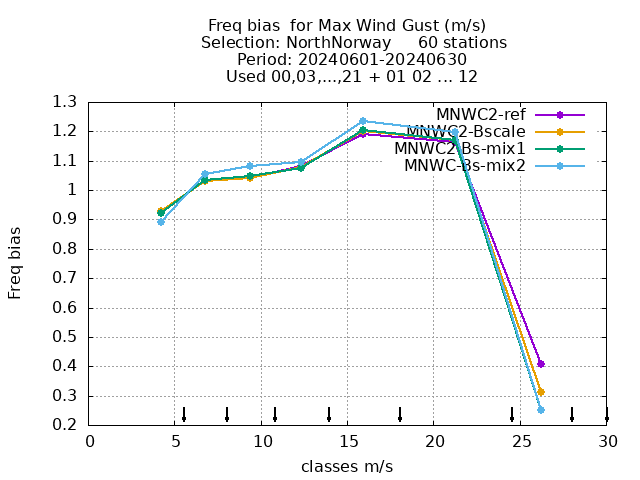 Freq bias  for Max Wind Gust (m/s)
Selection: NorthNorway     60 stations
Period: 20240601-20240630
Used 00,03,...,21 + 01 02 ... 12
MNWC2-ref
MNWC2-Bscale
MNWC2-Bs-mix1
MNWC-Bs-mix2
Freq bias
1.3
1.2
1.1
1
0.9
0.8
0.7
0.6
0.5
0.4
0.3
0.2
0 5 10 15 20 25 30
classes m/s